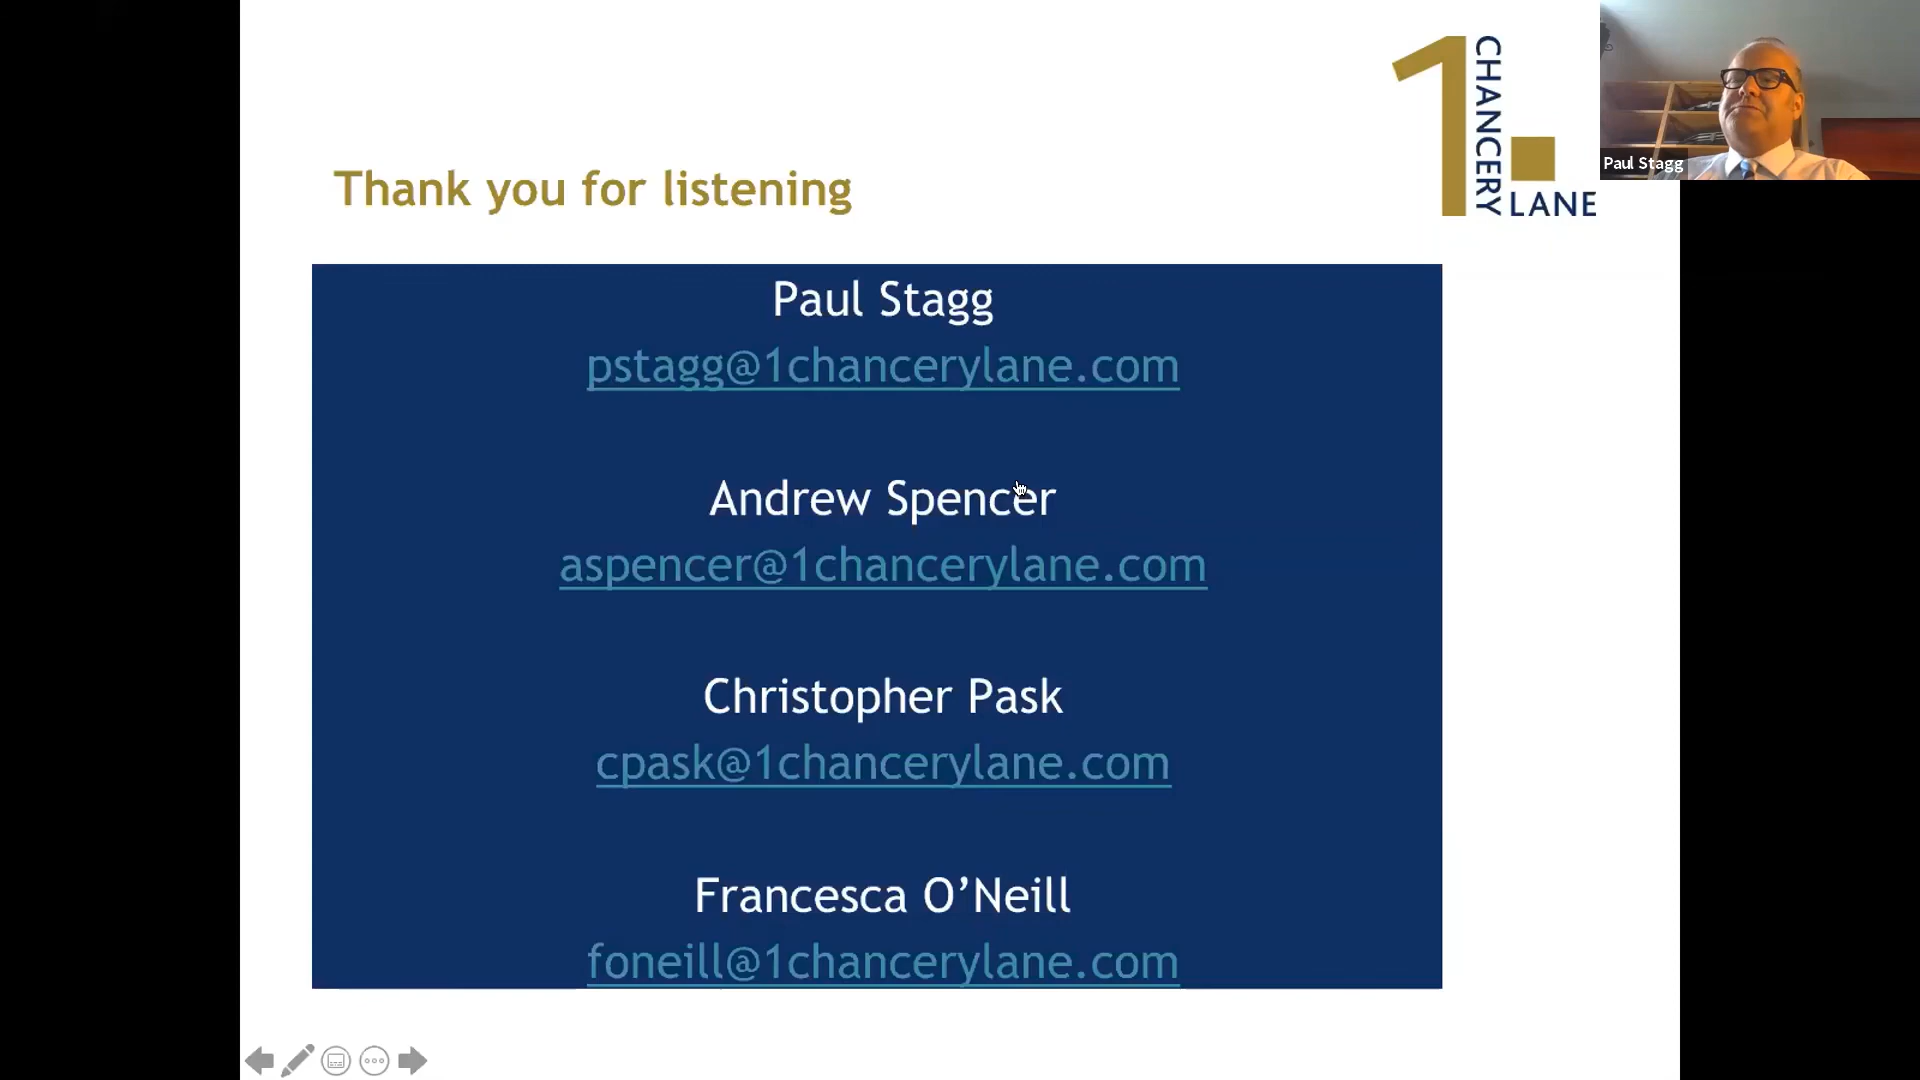 1 CHANCERY LANE
Paul Stagg
Thank you for listening
Paul Stagg
pstagg@1chancerylane.com
Andrew Spencer
aspencer@1chancerylane.com
Christopher Pask
cpask@1chancerylane.com
Francesca O’Neill
foneill@1chancerylane.com